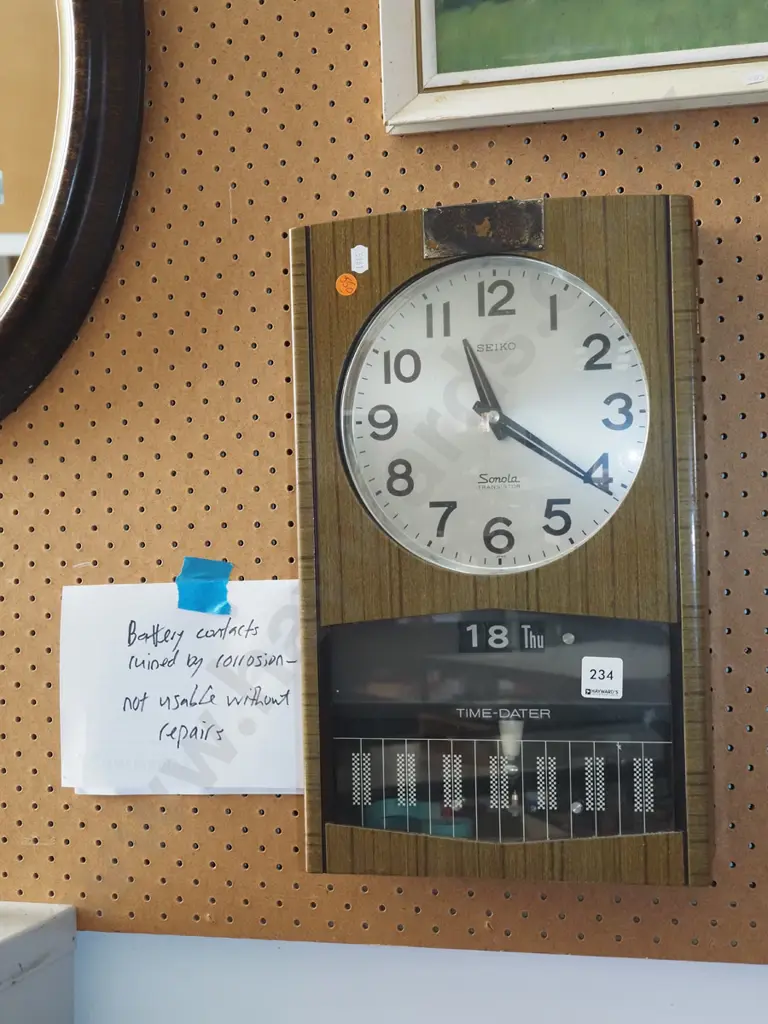 12
11
1
SEIKO
10
2
9
3
8
4
Sonola
TRANSISTOR
7
5
6
18 Thu
234
HAYWARD'S
TIME-DATER
Battery contacts
ruined by corrosion-
not usable without
repairs